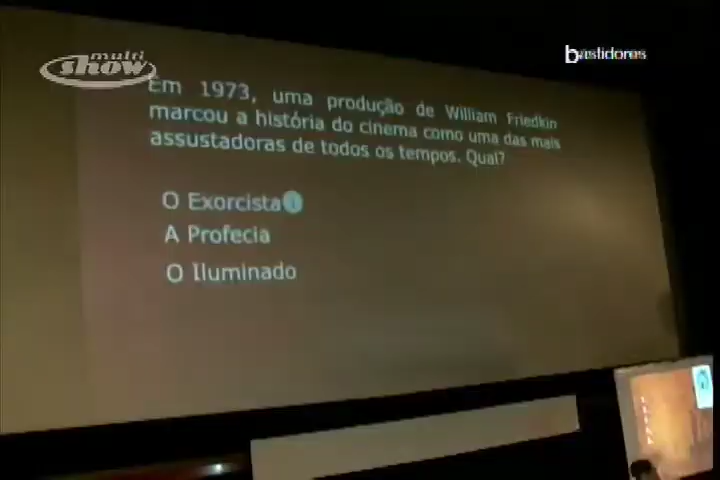 multi
show
bastidores
Em 1973, uma produção de William Friedkin
marcou a história do cinema como uma das mais
assustadoras de todos os tempos. Qual?
O Exorcista
A Profecia
O Iluminado